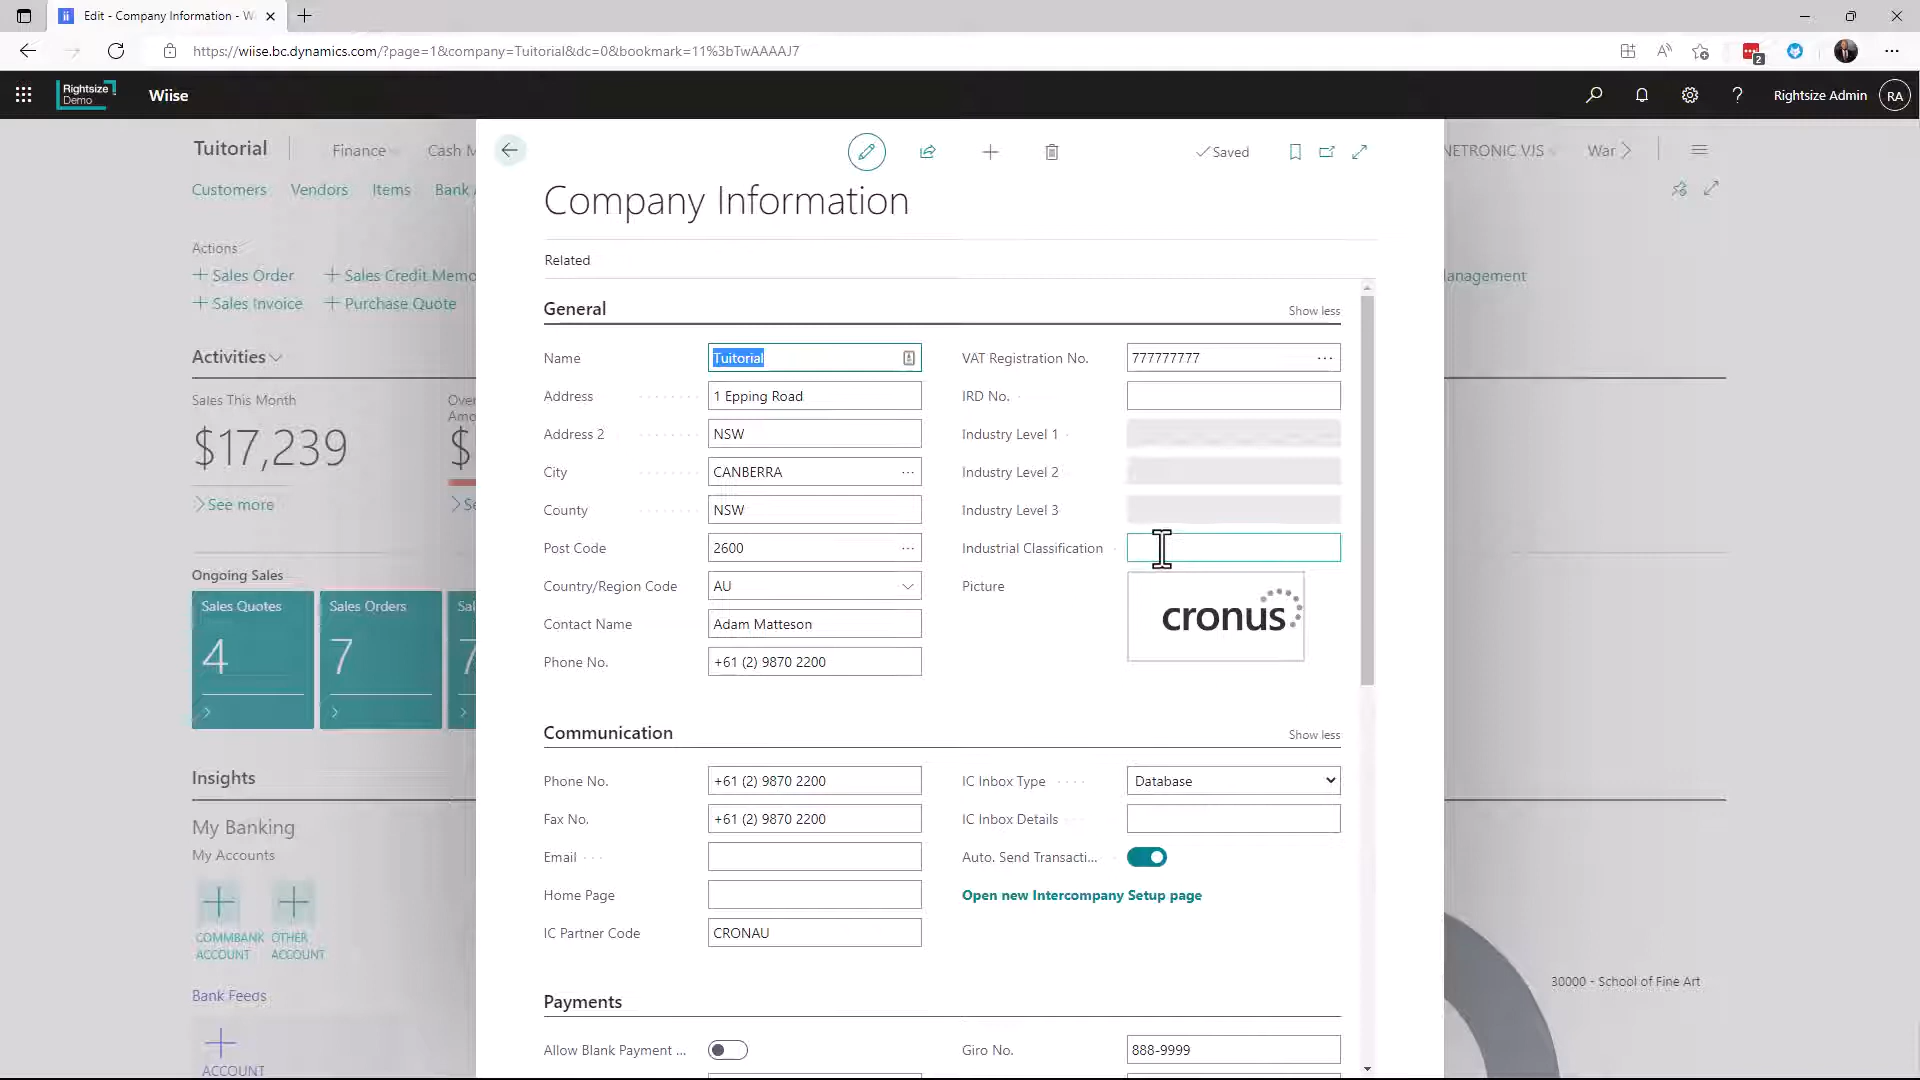 Edit - Company Information - W
https://wiise.bc.dynamics.com/?page=1&company=Tuitorial&dc=0&bookmark=11%3bTwAAAAJ7
2
Rightsize
Demo
Wiise
Rightsize Admin
RA
Tuitorial
Finance
Cash M
NETRONIC VJS
War
Customers
Vendors
Items
Bank
Saved
Company Information
Related
Actions
Sales Order
Sales Credit Memo
anagement
Sales Invoice
Purchase Quote
General
Show less
Activities
Sales This Month
Over
Amo
$17,239
$
See more
Se
Name
Tuitorial
VAT Registration No.
777777777
Address
1 Epping Road
IRD No.
Address 2
NSW
Industry Level 1
City
CANBERRA
Industry Level 2
County
NSW
Industry Level 3
Post Code
2600
Industrial Classification
Country/Region Code
AU
Picture
cronus
Contact Name
Adam Matteson
Phone No.
+61 (2) 9870 2200
Ongoing Sales
Sales Quotes
Sales Orders
Sal
4
7
7
Communication
Show less
Phone No.
+61 (2) 9870 2200
IC Inbox Type
Database
Fax No.
+61 (2) 9870 2200
IC Inbox Details
Email
Auto. Send Transacti...
Home Page
Open new Intercompany Setup page
IC Partner Code
CRONAU
Insights
My Banking
My Accounts
COMMBANK
ACCOUNT
OTHER
ACCOUNT
Bank Feeds
ACCOUNT
30000 - School of Fine Art
Payments
Allow Blank Payment ...
Giro No.
888-9999